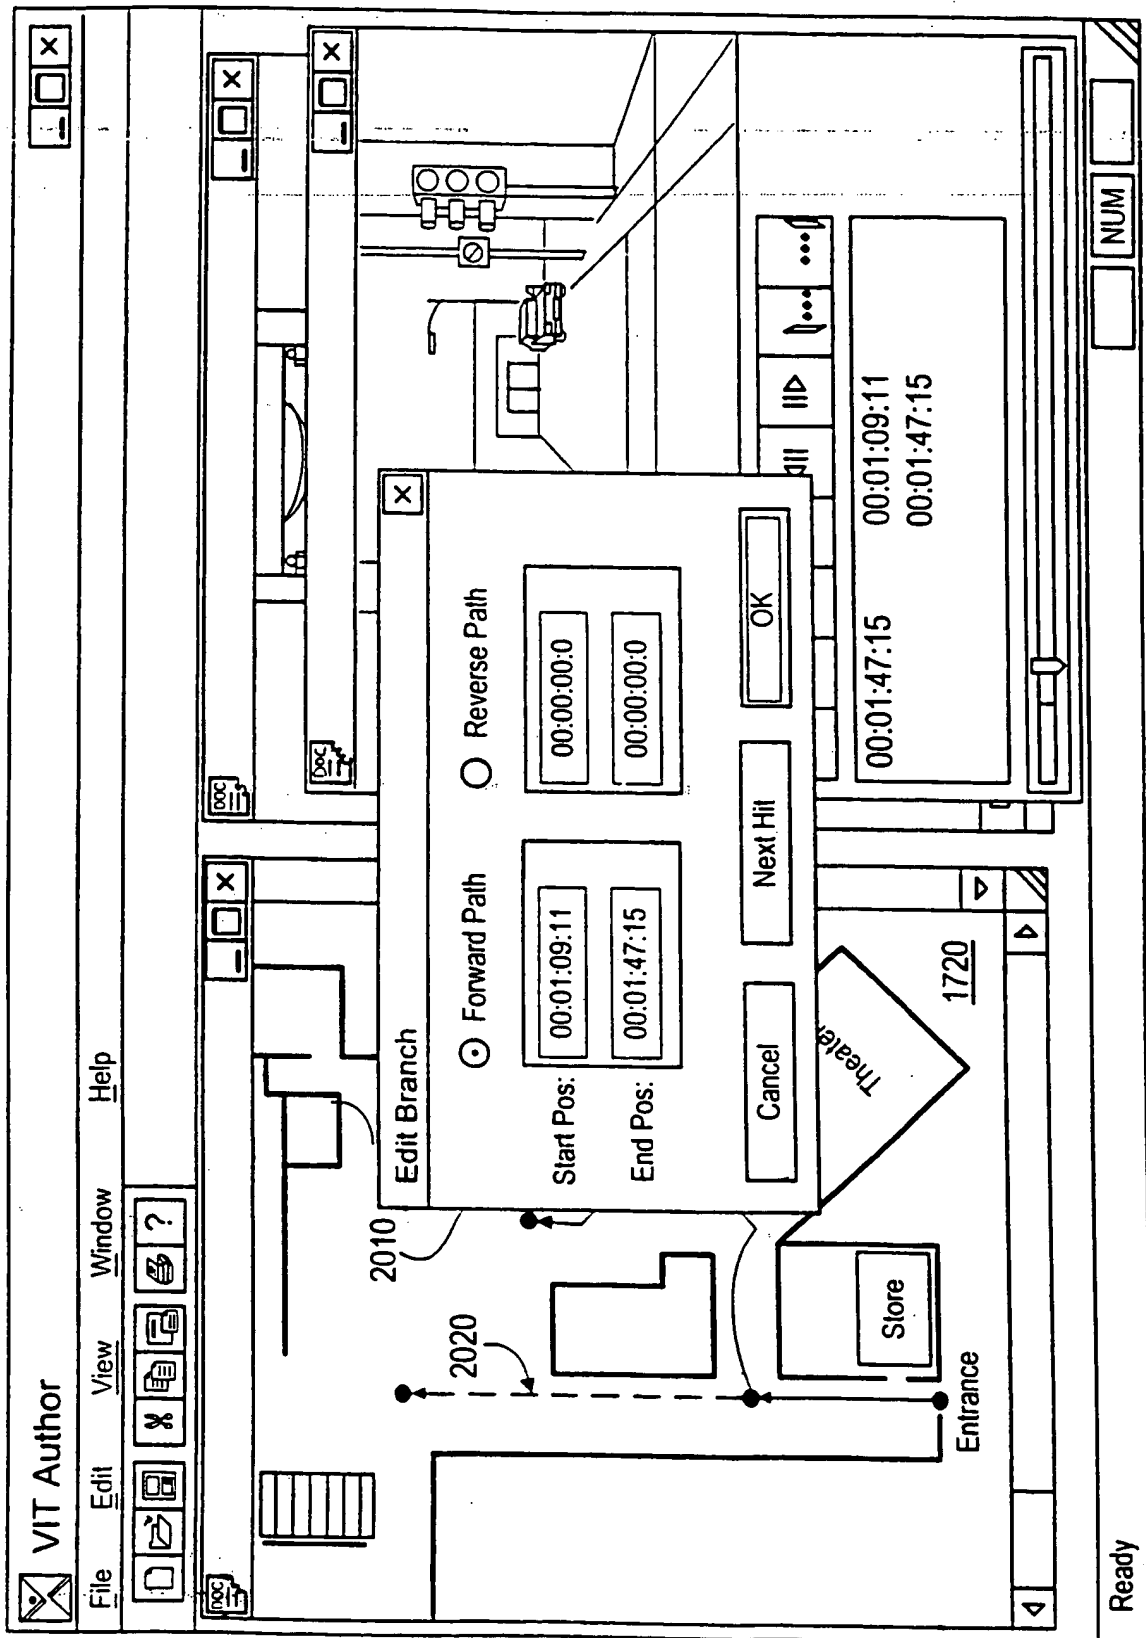 VIT Author
File Edit View Window Help
?
DOC
DOC
DOC
2010
2020
Edit Branch
Forward Path Reverse Path
Start Pos: 00:01:09:11 00:00:00:0
End Pos: 00:01:47:15 00:00:00:0
Cancel Next Hit OK
Theater
Store
Entrance
1720
00:01:47:15 00:01:09:11
00:01:47:15
Ready NUM